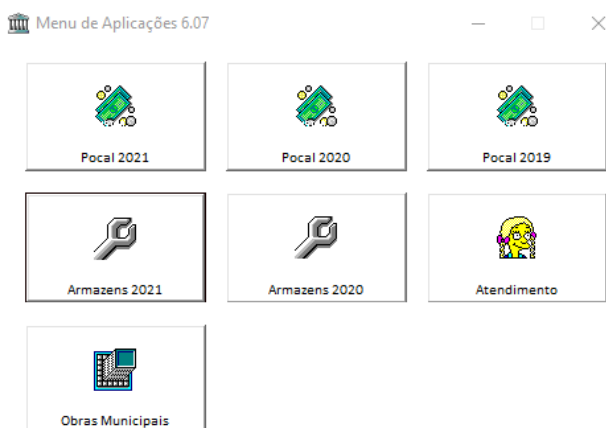 Menu de Aplicações 6.07
Pocal 2021
Pocal 2020
Pocal 2019
Armazens 2021
Armazens 2020
Atendimento
Obras Municipais